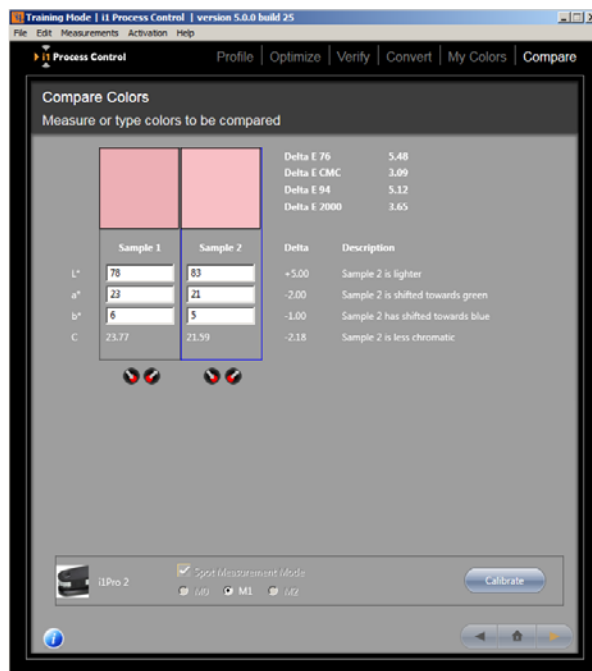 Training Mode | i1 Process Control | version 5.0.0 build 25
File Edit Measurements Activation Help
i1 Process Control Profile | Optimize | Verify | Convert | My Colors | Compare
Compare Colors
Measure or type colors to be compared
Delta E 76 5.48
Delta E CMC 3.09
Delta E 94 5.12
Delta E 2000 3.65
Sample 1 Sample 2 Delta Description
L* 78 83 +5.00 Sample 2 is lighter
a* 23 21 -2.00 Sample 2 is shifted towards green
b* 6 5 -1.00 Sample 2 has shifted towards blue
C 23.77 21.59 -2.18 Sample 2 is less chromatic
Spot Measurement Mode
i1Pro 2 Calibrate
M0 M1 M2